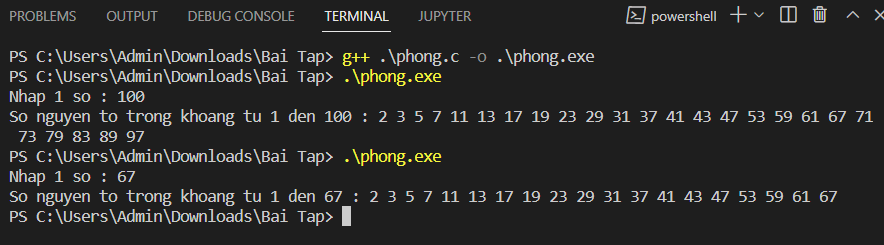 PROBLEMS OUTPUT DEBUG CONSOLE TERMINAL JUPYTER powershell
PS C:\Users\Admin\Downloads\Bai Tap> g++ .\phong.c -o .\phong.exe
PS C:\Users\Admin\Downloads\Bai Tap> .\phong.exe
Nhap 1 so : 100
So nguyen to trong khoang tu 1 den 100 : 2 3 5 7 11 13 17 19 23 29 31 37 41 43 47 53 59 61 67 71
73 79 83 89 97
PS C:\Users\Admin\Downloads\Bai Tap> .\phong.exe
Nhap 1 so : 67
So nguyen to trong khoang tu 1 den 67 : 2 3 5 7 11 13 17 19 23 29 31 37 41 43 47 53 59 61 67
PS C:\Users\Admin\Downloads\Bai Tap>